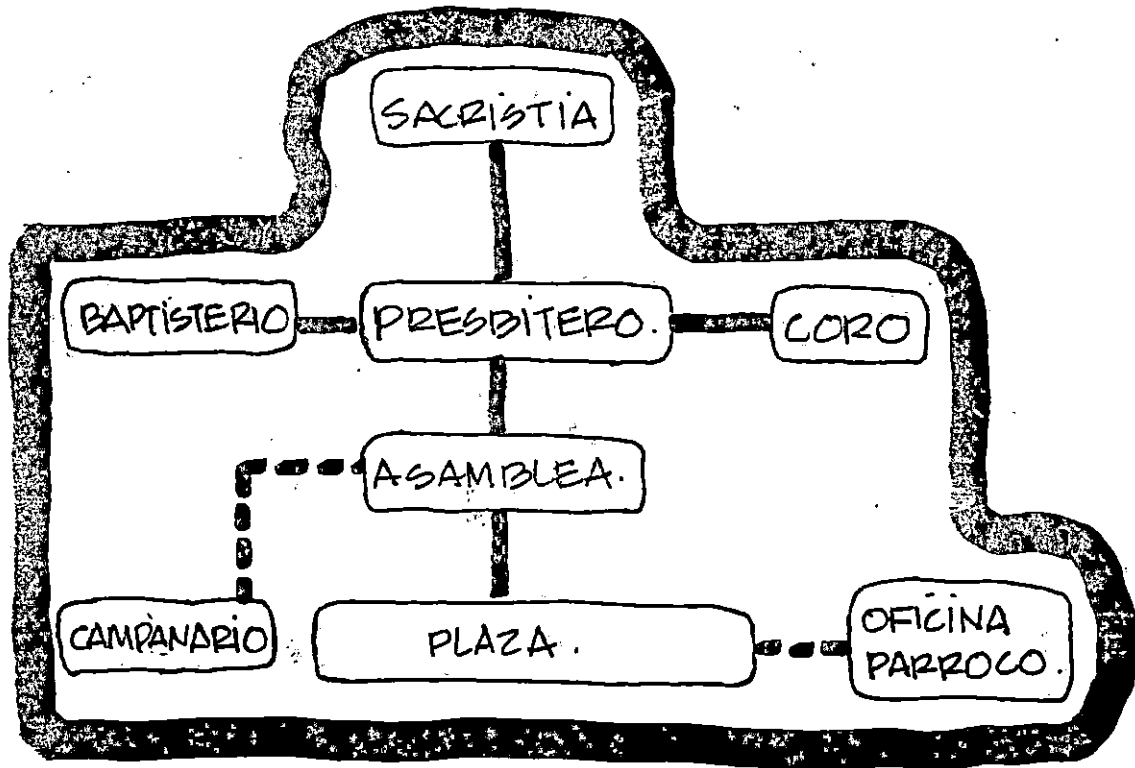 SACRISTIA
BAPTISTERIO
PRESBITERO.
CORO
ASAMBLEA.
CAMPANARIO
PLAZA.
OFICINA
PARROCO.